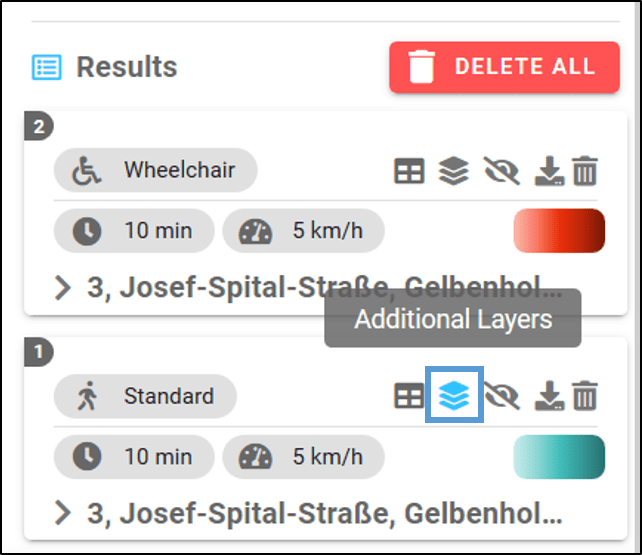 Results
DELETE ALL
2
Wheelchair
10 min
5 km/h
3, Josef-Spital-Straße, Gelbenhol...
Additional Layers
1
Standard
10 min
5 km/h
3, Josef-Spital-Straße, Gelbenhol...